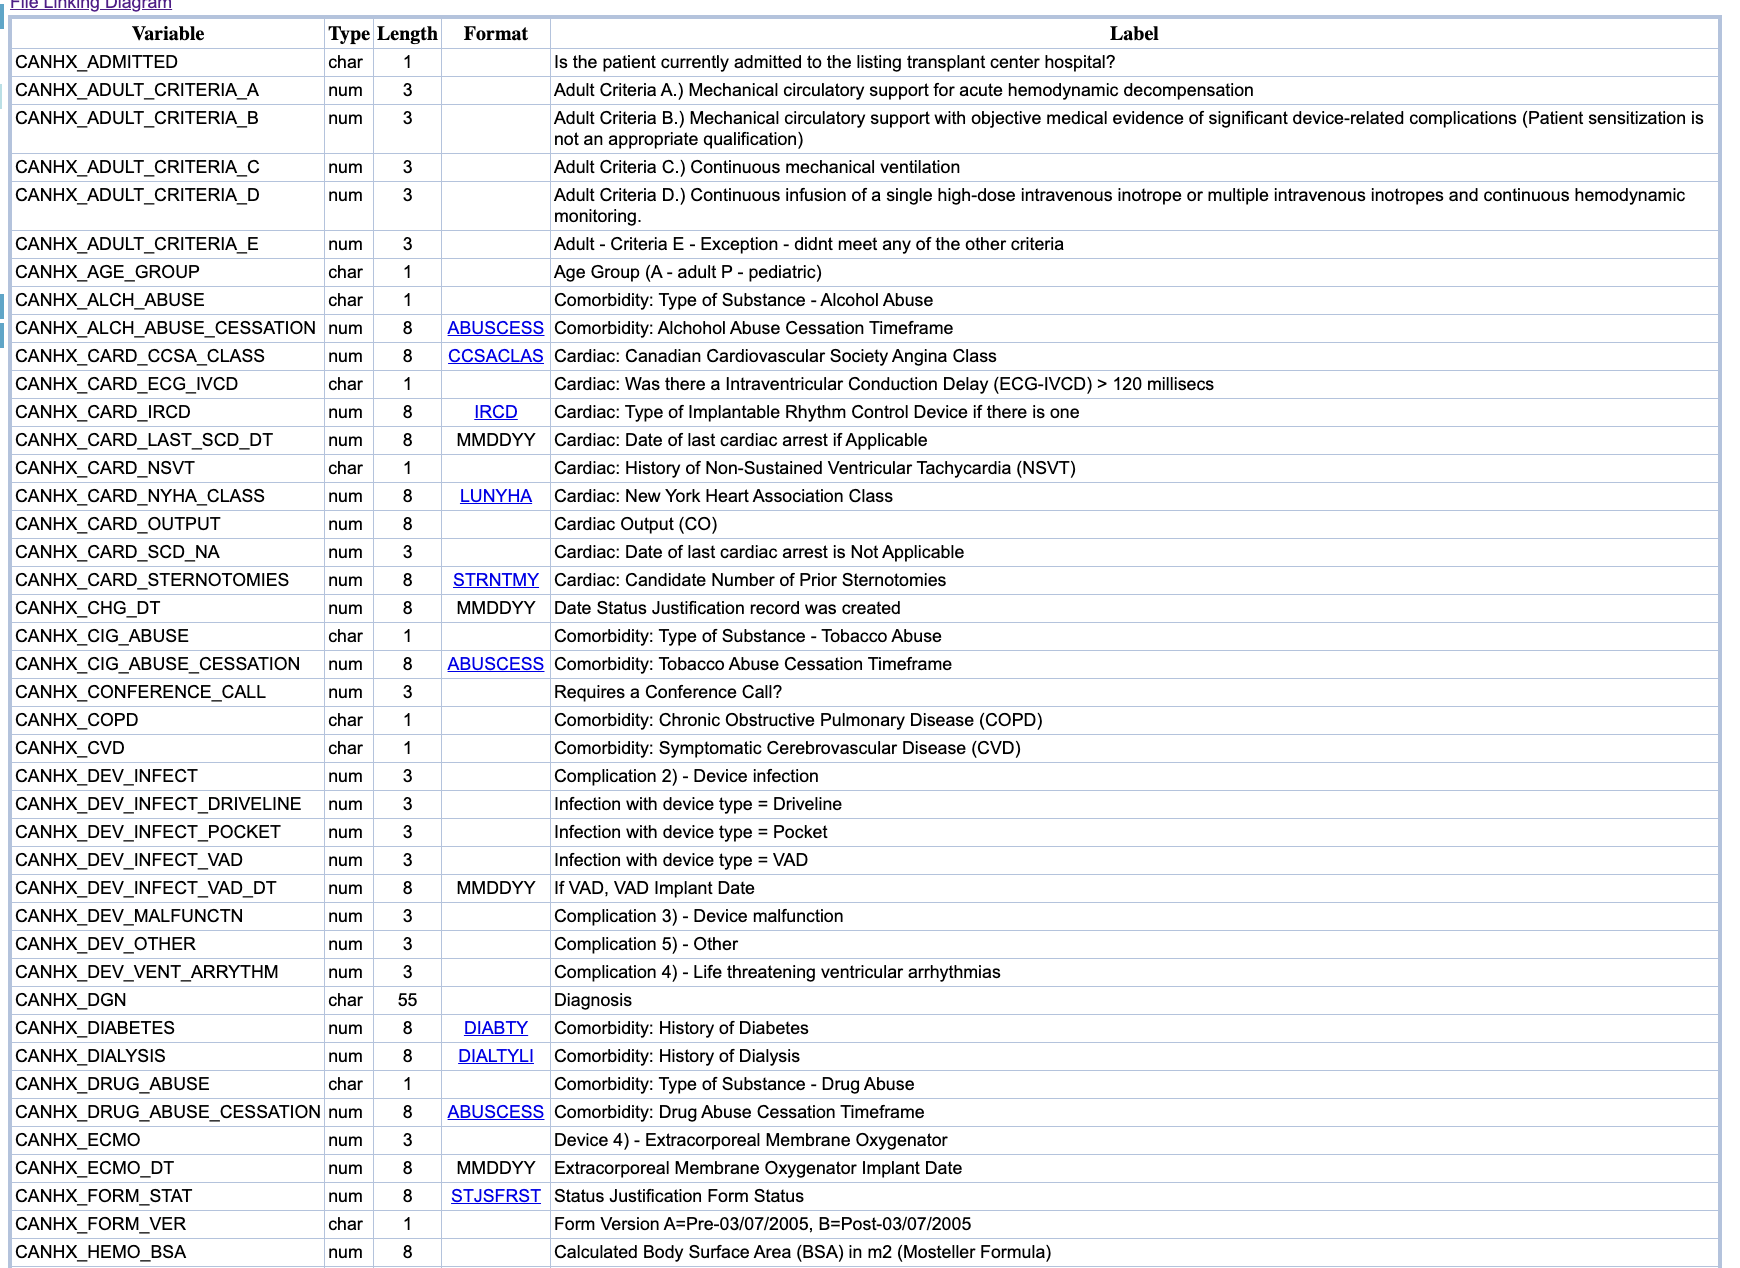 File Linking Diagram
Variable Type Length Format Label
CANHX_ADMITTED char 1 Is the patient currently admitted to the listing transplant center hospital?
CANHX_ADULT_CRITERIA_A num 3 Adult Criteria A.) Mechanical circulatory support for acute hemodynamic decompensation
CANHX_ADULT_CRITERIA_B num 3 Adult Criteria B.) Mechanical circulatory support with objective medical evidence of significant device-related complications (Patient sensitization is
not an appropriate qualification)
CANHX_ADULT_CRITERIA_C num 3 Adult Criteria C.) Continuous mechanical ventilation
CANHX_ADULT_CRITERIA_D num 3 Adult Criteria D.) Continuous infusion of a single high-dose intravenous inotrope or multiple intravenous inotropes and continuous hemodynamic
monitoring.
CANHX_ADULT_CRITERIA_E num 3 Adult - Criteria E - Exception - didnt meet any of the other criteria
CANHX_AGE_GROUP char 1 Age Group (A - adult P - pediatric)
CANHX_ALCH_ABUSE char 1 Comorbidity: Type of Substance - Alcohol Abuse
CANHX_ALCH_ABUSE_CESSATION num 8 ABUSCESS Comorbidity: Alchohol Abuse Cessation Timeframe
CANHX_CARD_CCSA_CLASS num 8 CCSACLAS Cardiac: Canadian Cardiovascular Society Angina Class
CANHX_CARD_ECG_IVCD char 1 Cardiac: Was there a Intraventricular Conduction Delay (ECG-IVCD) > 120 millisecs
CANHX_CARD_IRCD num 8 IRCD Cardiac: Type of Implantable Rhythm Control Device if there is one
CANHX_CARD_LAST_SCD_DT num 8 MMDDYY Cardiac: Date of last cardiac arrest if Applicable
CANHX_CARD_NSVT char 1 Cardiac: History of Non-Sustained Ventricular Tachycardia (NSVT)
CANHX_CARD_NYHA_CLASS num 8 LUNYHA Cardiac: New York Heart Association Class
CANHX_CARD_OUTPUT num 8 Cardiac Output (CO)
CANHX_CARD_SCD_NA num 3 Cardiac: Date of last cardiac arrest is Not Applicable
CANHX_CARD_STERNOTOMIES num 8 STRNTMY Cardiac: Candidate Number of Prior Sternotomies
CANHX_CHG_DT num 8 MMDDYY Date Status Justification record was created
CANHX_CIG_ABUSE char 1 Comorbidity: Type of Substance - Tobacco Abuse
CANHX_CIG_ABUSE_CESSATION num 8 ABUSCESS Comorbidity: Tobacco Abuse Cessation Timeframe
CANHX_CONFERENCE_CALL num 3 Requires a Conference Call?
CANHX_COPD char 1 Comorbidity: Chronic Obstructive Pulmonary Disease (COPD)
CANHX_CVD char 1 Comorbidity: Symptomatic Cerebrovascular Disease (CVD)
CANHX_DEV_INFECT num 3 Complication 2) - Device infection
CANHX_DEV_INFECT_DRIVELINE num 3 Infection with device type = Driveline
CANHX_DEV_INFECT_POCKET num 3 Infection with device type = Pocket
CANHX_DEV_INFECT_VAD num 3 Infection with device type = VAD
CANHX_DEV_INFECT_VAD_DT num 8 MMDDYY If VAD, VAD Implant Date
CANHX_DEV_MALFUNCTN num 3 Complication 3) - Device malfunction
CANHX_DEV_OTHER num 3 Complication 5) - Other
CANHX_DEV_VENT_ARRYTHM num 3 Complication 4) - Life threatening ventricular arrhythmias
CANHX_DGN char 55 Diagnosis
CANHX_DIABETES num 8 DIABTY Comorbidity: History of Diabetes
CANHX_DIALYSIS num 8 DIALTYLI Comorbidity: History of Dialysis
CANHX_DRUG_ABUSE char 1 Comorbidity: Type of Substance - Drug Abuse
CANHX_DRUG_ABUSE_CESSATION num 8 ABUSCESS Comorbidity: Drug Abuse Cessation Timeframe
CANHX_ECMO num 3 Device 4) - Extracorporeal Membrane Oxygenator
CANHX_ECMO_DT num 8 MMDDYY Extracorporeal Membrane Oxygenator Implant Date
CANHX_FORM_STAT num 8 STJSFRST Status Justification Form Status
CANHX_FORM_VER char 1 Form Version A=Pre-03/07/2005, B=Post-03/07/2005
CANHX_HEMO_BSA num 8 Calculated Body Surface Area (BSA) in m2 (Mosteller Formula)